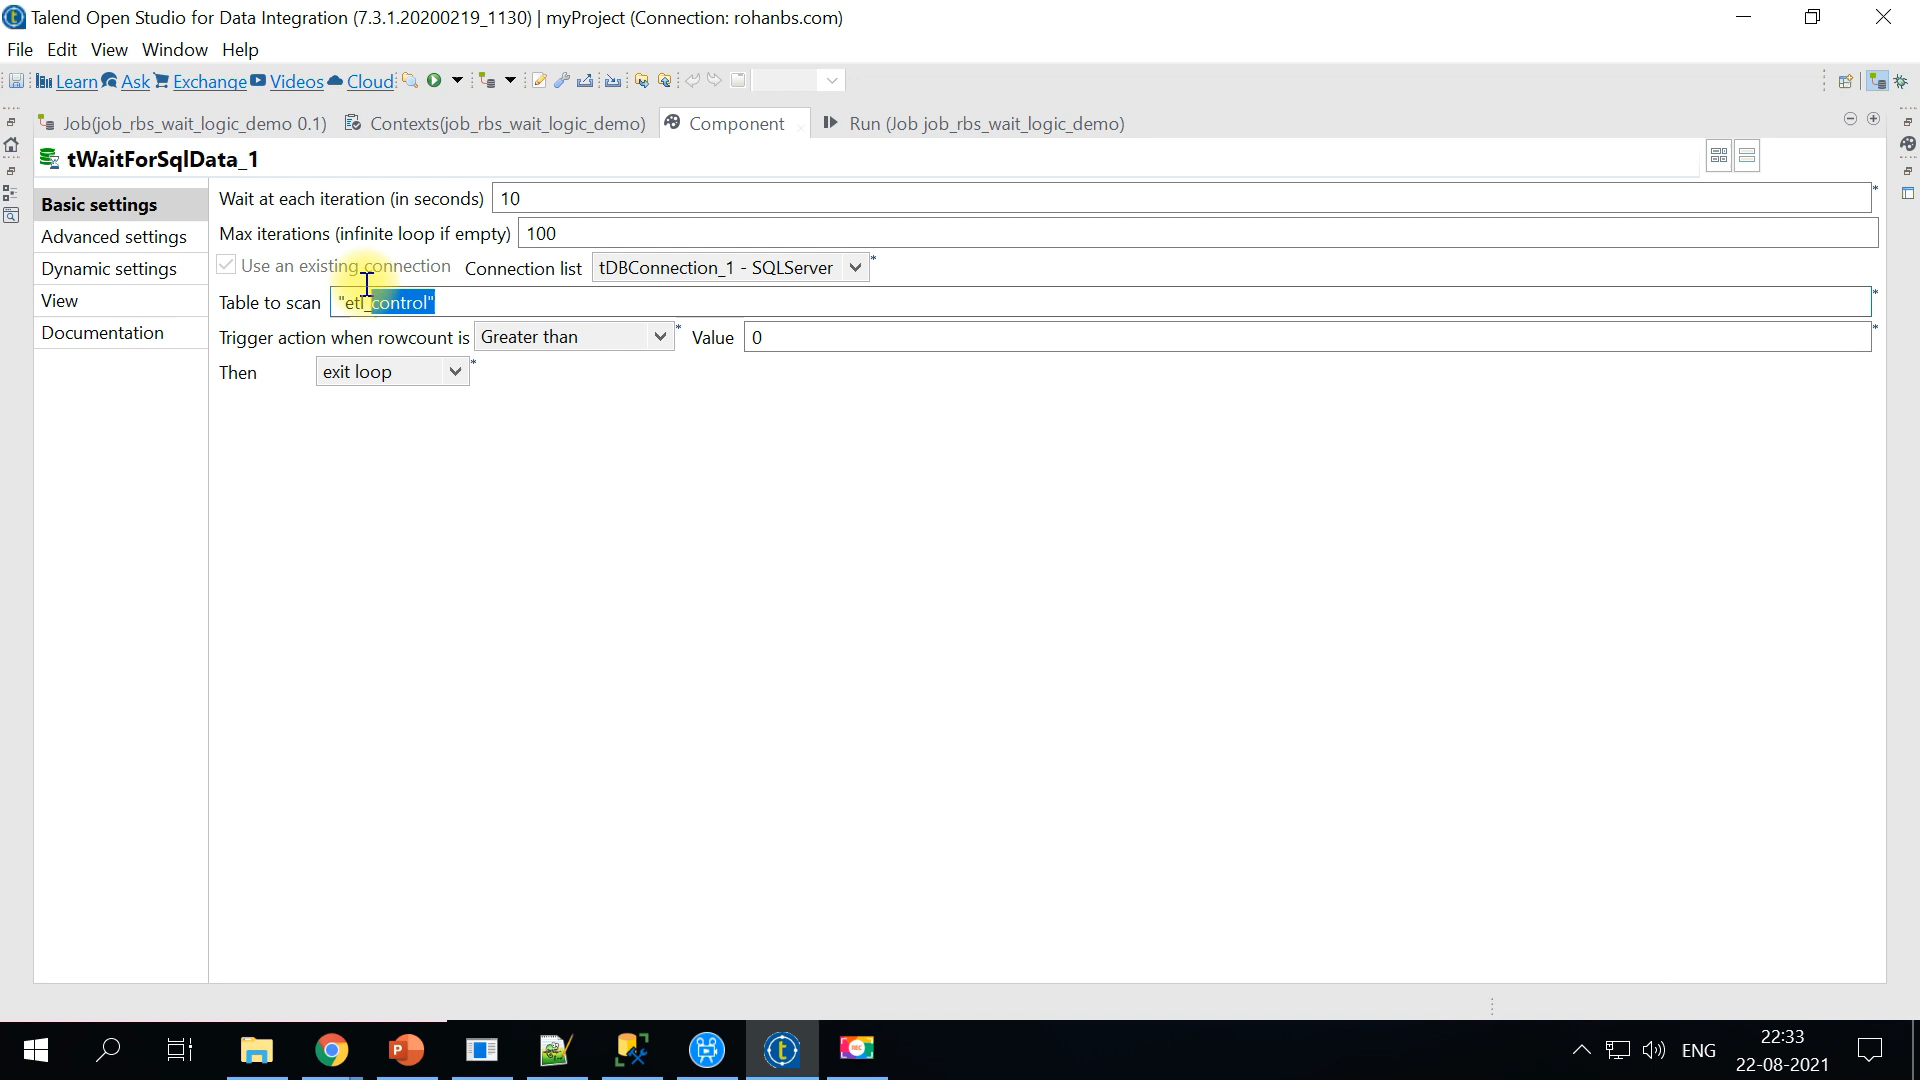 Talend Open Studio for Data Integration (7.3.1.20200219_1130) | myProject (Connection: rohanbs.com)
File Edit View Window Help
Learn Ask Exchange Videos Cloud
Job(job_rbs_wait_logic_demo 0.1) Contexts(job_rbs_wait_logic_demo) Component Run (Job job_rbs_wait_logic_demo)
tWaitForSqlData_1
Basic settings
Advanced settings
Dynamic settings
View
Documentation
Wait at each iteration (in seconds) 10 *
Max iterations (infinite loop if empty) 100
Use an existing connection Connection list tDBConnection_1 - SQLServer *
Table to scan "etl_control" *
Trigger action when rowcount is Greater than * Value 0 *
Then exit loop *
ENG
22:33
22-08-2021